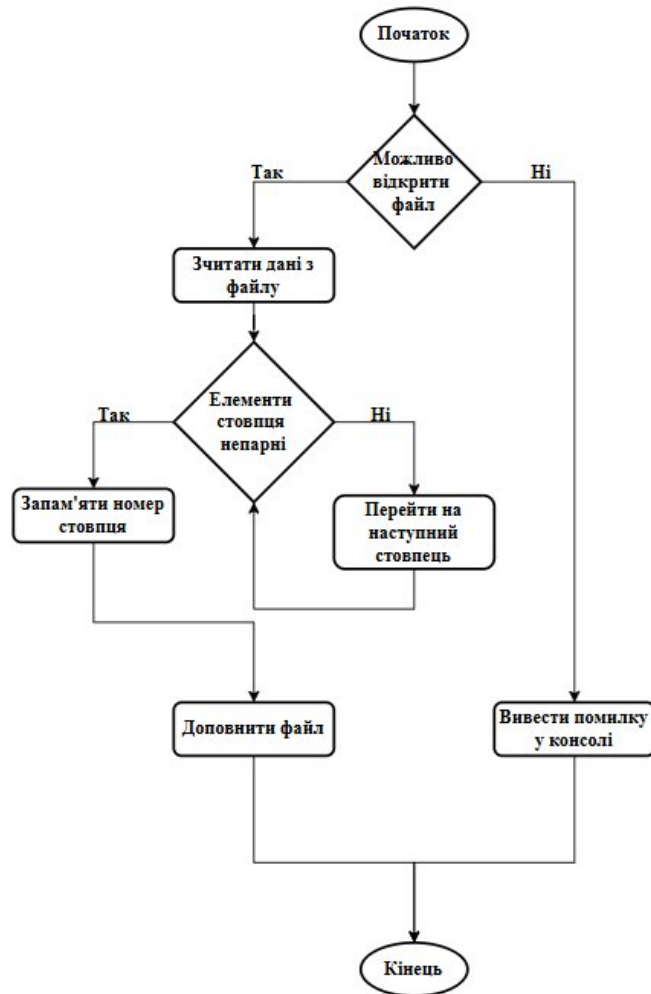 Початок
Можливо
відкрити
файл
Так
Ні
Зчитати дані з
файлу
Елементи
стовпця
непарні
Так
Ні
Запам'яти номер
стовпця
Перейти на
наступний
стовпець
Доповнити файл
Вивести помилку
у консолі
Кінець